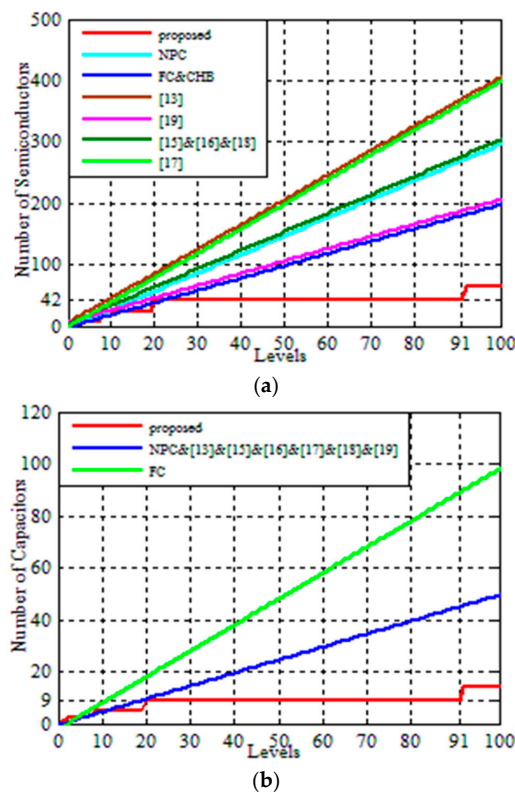 500
400
300
200
100
42
0
Number of Semiconductors
proposed
NPC
FC&CHB
[13]
[19]
[15]&[16]&[18]
[17]
0 10 20 30 40 50 60 70 80 91 100
Levels
(a)
120
100
80
60
40
20
9
0
Number of Capacitors
proposed
NPC&[13]&[15]&[16]&[17]&[18]&[19]
FC
0 10 20 30 40 50 60 70 80 91 100
Levels
(b)